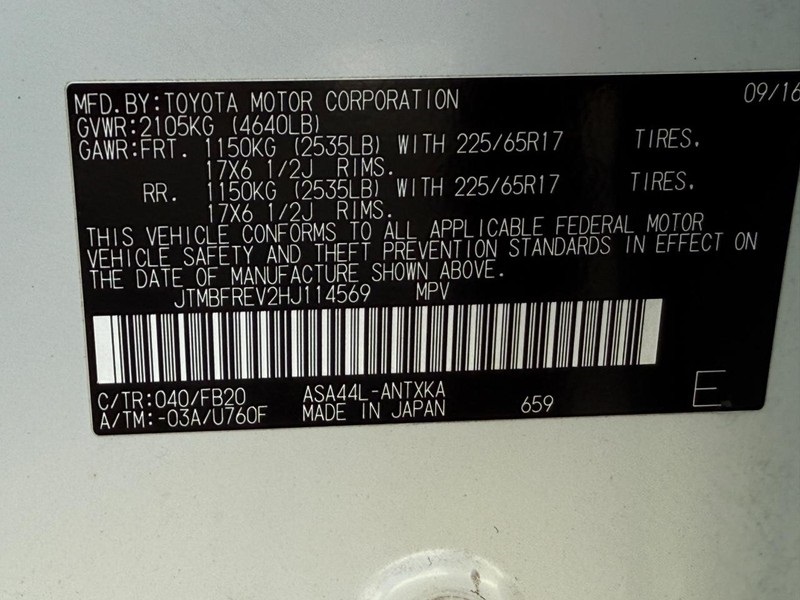 MFD.BY:TOYOTA MOTOR CORPORATION 09/16
GVWR:2105KG (4640LB)
GAWR:FRT. 1150KG (2535LB) WITH 225/65R17 TIRES.
17X6 1/2J RIMS.
RR. 1150KG (2535LB) WITH 225/65R17 TIRES.
17X6 1/2J RIMS.
THIS VEHICLE CONFORMS TO ALL APPLICABLE FEDERAL MOTOR
VEHICLE SAFETY AND THEFT PREVENTION STANDARDS IN EFFECT ON
THE DATE OF MANUFACTURE SHOWN ABOVE.
JTMBFREV2HJ114569 MPV
C/TR:040/FB20 ASA44L-ANTXKA
A/TM:-03A/U760F MADE IN JAPAN 659 E